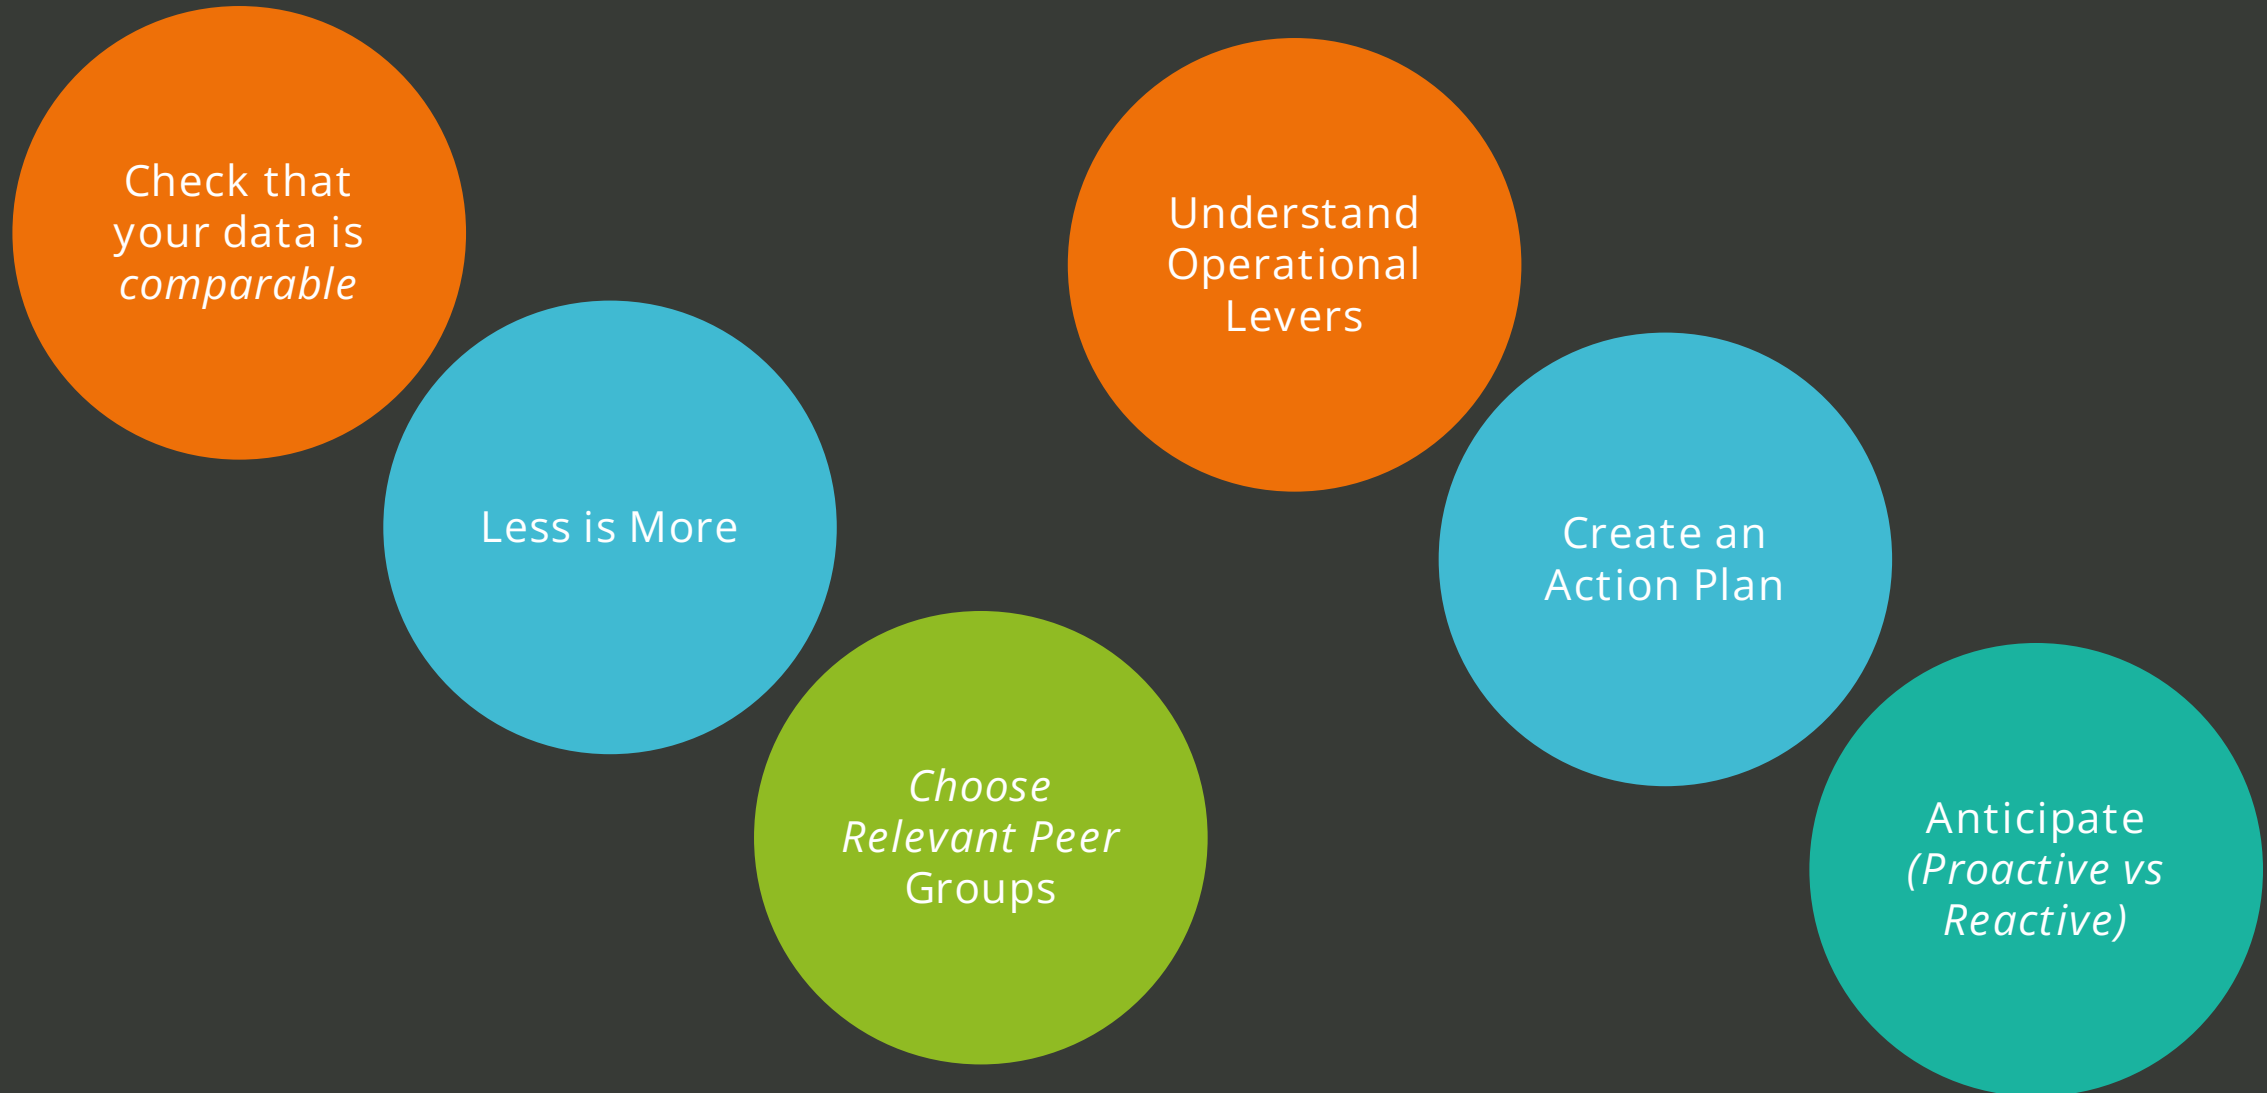 Check that
your data is
comparable
Less is More
Choose
Relevant Peer
Groups
Understand
Operational
Levers
Create an
Action Plan
Anticipate
(Proactive vs
Reactive)